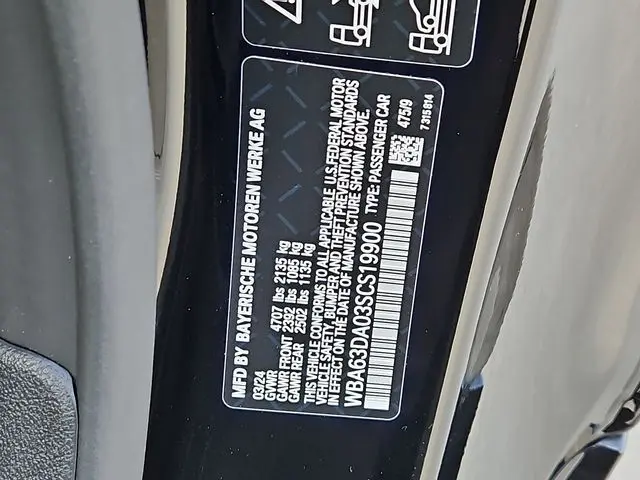 MFD BY BAYERISCHE MOTOREN WERKE AG
03/24
GVWR 4707 lbs 2135 kg
GAWR FRONT 2392 lbs 1085 kg
GAWR REAR 2502 lbs 1135 kg
THIS VEHICLE CONFORMS TO ALL APPLICABLE U.S. FEDERAL MOTOR
VEHICLE SAFETY, BUMPER AND THEFT PREVENTION STANDARDS
IN EFFECT ON THE DATE OF MANUFACTURE SHOWN ABOVE.
WBA63DA03SCS19900 TYPE: PASSENGER CAR
475/9
7 315 814